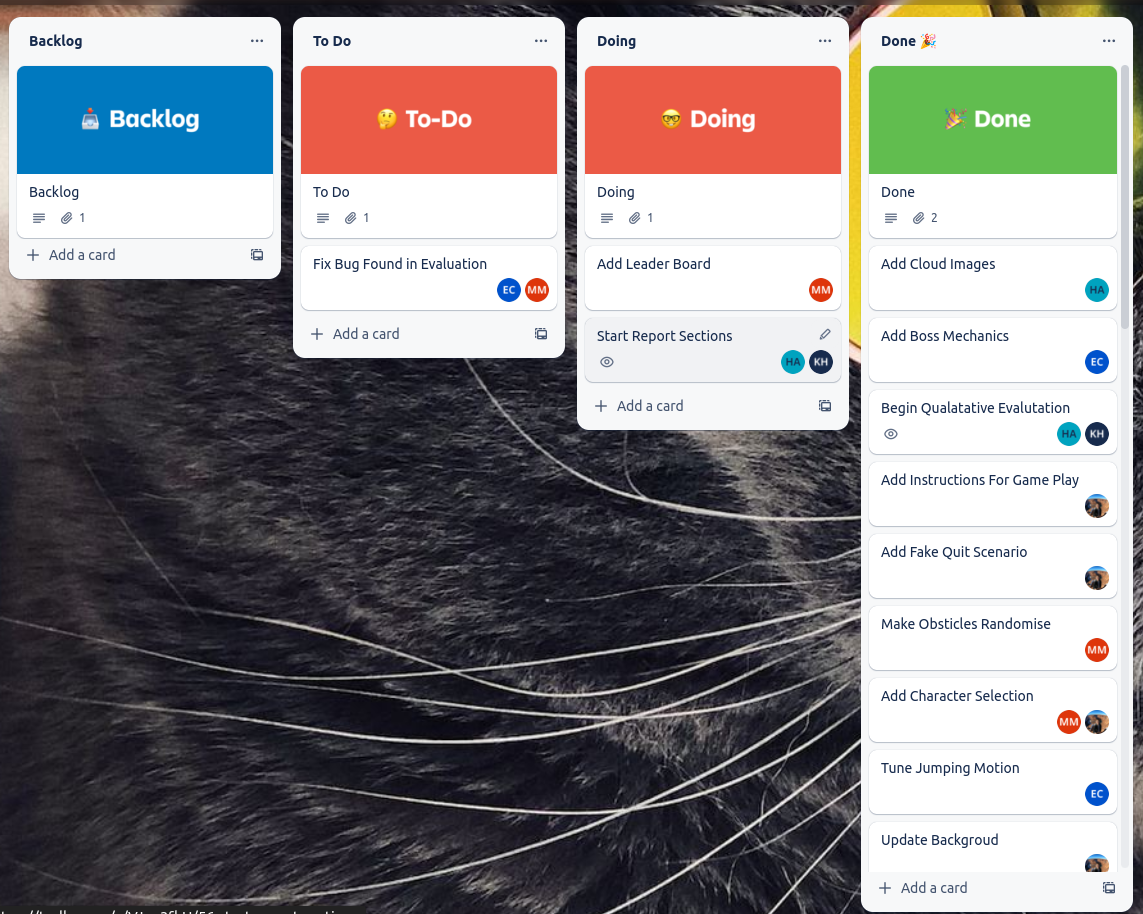 Backlog
Backlog
Backlog
1
Add a card
To Do
To-Do
To Do
1
Fix Bug Found in Evaluation
EC MM
Add a card
Doing
Doing
Doing
1
Add Leader Board
MM
Start Report Sections
HA KH
Add a card
Done 🎉
Done
Done
2
Add Cloud Images
HA
Add Boss Mechanics
EC
Begin Qualatative Evalutation
HA KH
Add Instructions For Game Play
Add Fake Quit Scenario
Make Obsticles Randomise
MM
Add Character Selection
MM
Tune Jumping Motion
EC
Update Backgroud
Add a card